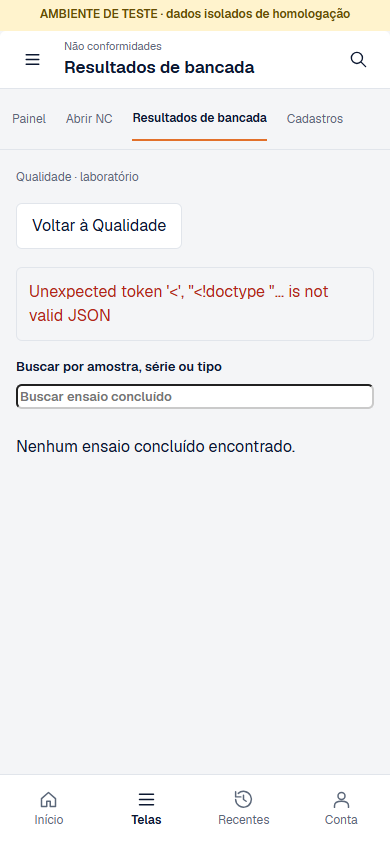 AMBIENTE DE TESTE · dados isolados de homologação
Não conformidades
Resultados de bancada
Painel
Abrir NC
Resultados de bancada
Cadastros
Qualidade · laboratório
Voltar à Qualidade
Unexpected token '<', "<!doctype "... is not
valid JSON
Buscar por amostra, série ou tipo
Buscar ensaio concluído
Nenhum ensaio concluído encontrado.
Início
Telas
Recentes
Conta